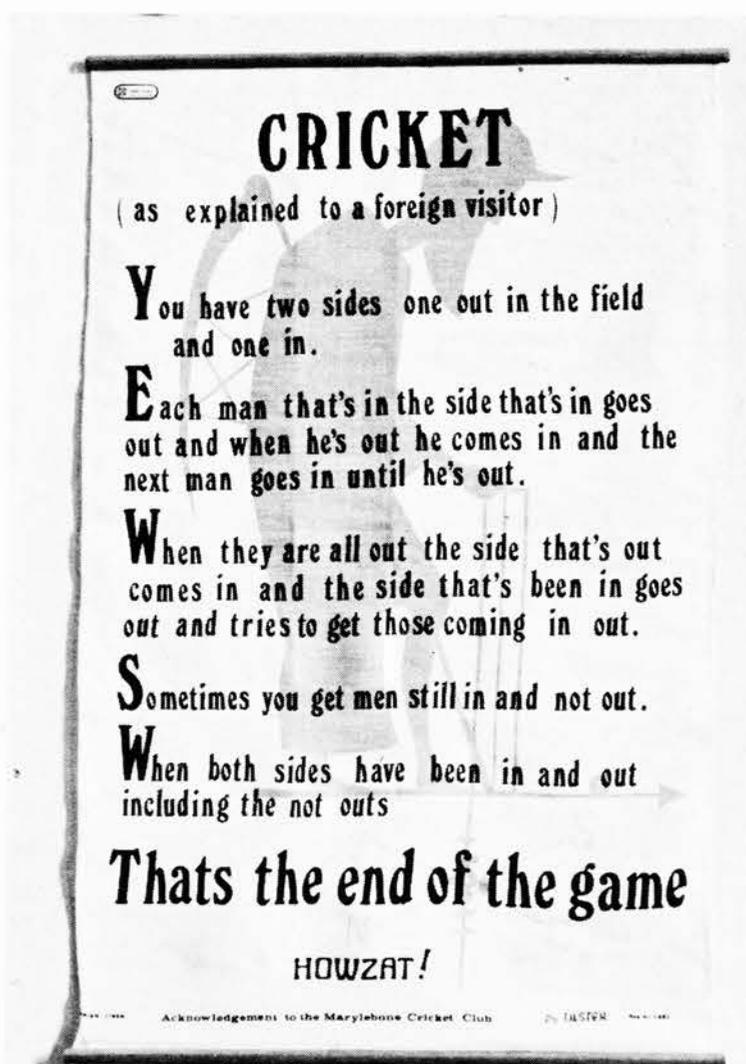 CRICKET
( as explained to a foreign visitor )
You have two sides one out in the field
and one in.
Each man that's in the side that's in goes
out and when he's out he comes in and the
next man goes in until he's out.
When they are all out the side that's out
comes in and the side that's been in goes
out and tries to get those coming in out.
Sometimes you get men still in and not out.
When both sides have been in and out
including the not outs
Thats the end of the game
HOWZAT!
Acknowledgement to the Marylebone Cricket Club
ULSTER